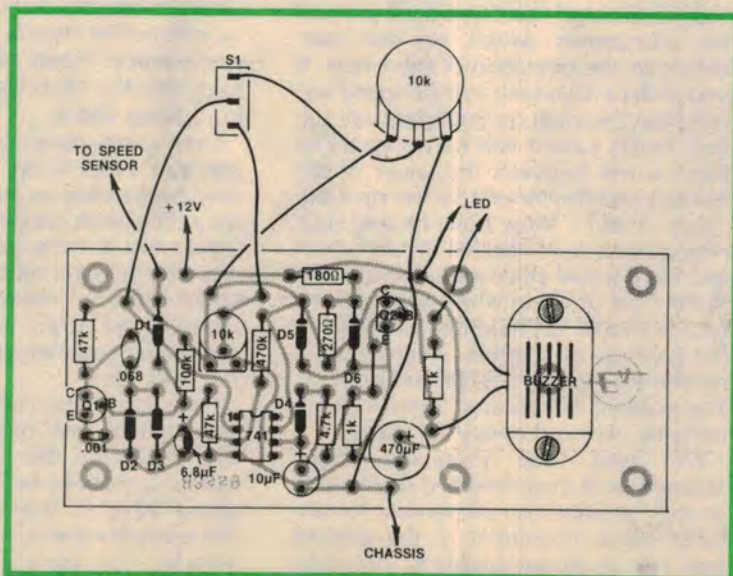 S1
10k
TO SPEED
SENSOR
+12V
LED
180Ω
47k
D1
10k
470k
D5
270Ω
C
Q2 B
E
.068
100k
D6
1k
BUZZER
C
Q1 B
E
D4
47k
741
4.7k
1k
+
470µF
.001
D2
D3
+
6.8µF
10µF
+
CHASSIS